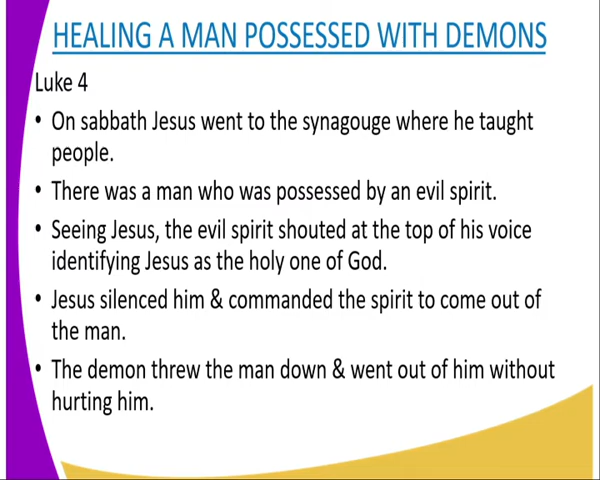 HEALING A MAN POSSESSED WITH DEMONS
Luke 4
• On sabbath Jesus went to the synagouge where he taught
people.
• There was a man who was possessed by an evil spirit.
• Seeing Jesus, the evil spirit shouted at the top of his voice
identifying Jesus as the holy one of God.
• Jesus silenced him & commanded the spirit to come out of
the man.
• The demon threw the man down & went out of him without
hurting him.